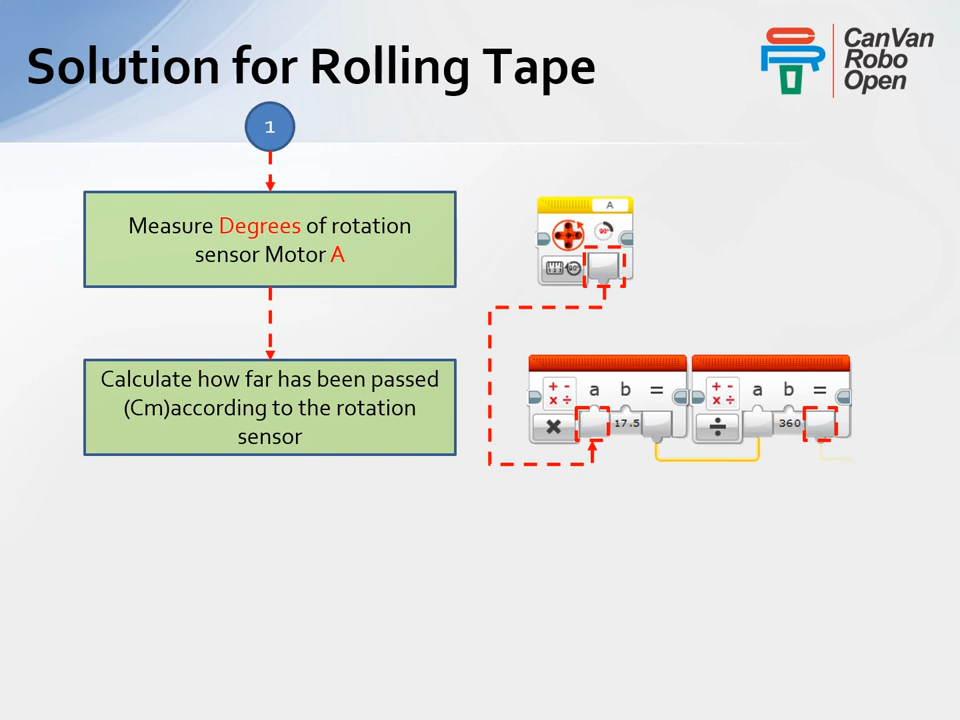 Solution for Rolling Tape
CanVan
Robo
Open
1
Measure Degrees of rotation
sensor Motor A
A
90°
Calculate how far has been passed
(Cm)according to the rotation
sensor
+ - a b = + - a b =
× ÷ × ÷
× 17.5 ÷ 360